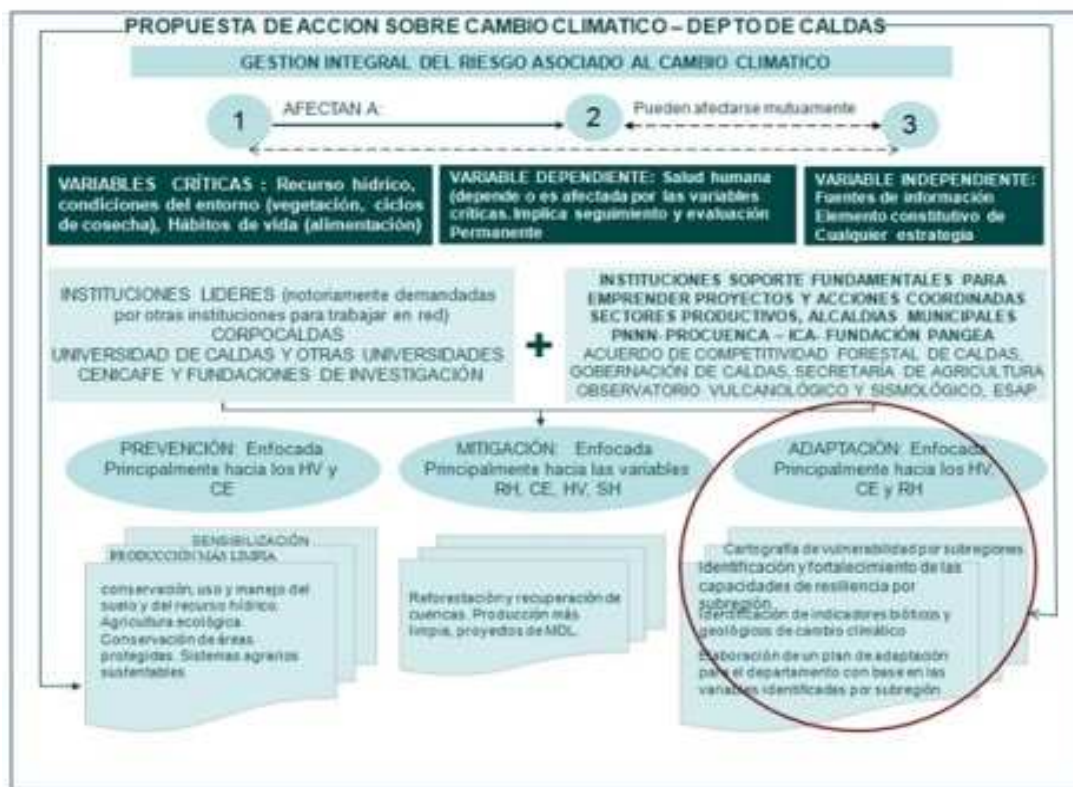 PROPUESTA DE ACCION SOBRE CAMBIO CLIMATICO – DEPTO DE CALDAS
GESTION INTEGRAL DEL RIESGO ASOCIADO AL CAMBIO CLIMATICO
1
AFECTAN A:
2
Pueden afectarse mutuamente
3
VARIABLES CRÍTICAS : Recurso hídrico,
condiciones del entorno (vegetación, ciclos
de cosecha), Hábitos de vida (alimentación)
VARIABLE DEPENDIENTE: Salud humana
(depende o es afectada por las variables
críticas. Implica seguimiento y evaluación
Permanente
VARIABLE INDEPENDIENTE:
Fuentes de información
Elemento constitutivo de
Cualquier estrategia
INSTITUCIONES LIDERES (notoriamente demandadas
por otras instituciones para trabajar en red)
CORPOCALDAS
UNIVERSIDAD DE CALDAS Y OTRAS UNIVERSIDADES
CENICAFE Y FUNDACIONES DE INVESTIGACIÓN
+
INSTITUCIONES SOPORTE FUNDAMENTALES PARA
EMPRENDER PROYECTOS Y ACCIONES COORDINADAS
SECTORES PRODUCTIVOS, ALCALDIAS MUNICIPALES
PNNN- PROCUENCA – ICA- FUNDACIÓN PANGEA
ACUERDO DE COMPETITIVIDAD FORESTAL DE CALDAS,
GOBERNACIÓN DE CALDAS, SECRETARÍA DE AGRICULTURA
OBSERVATORIO VULCANOLÓGICO Y SISMOLÓGICO, ESAP
PREVENCIÓN: Enfocada
Principalmente hacia los HV y
CE
MITIGACIÓN: Enfocada
Principalmente hacia las variables
RH, CE, HV, SH
ADAPTACIÓN: Enfocada
Principalmente hacia los HV,
CE y RH
SENSIBILIZACIÓN
PRODUCCIÓN MÁS LIMPIA
conservación, uso y manejo del
suelo y del recurso hídrico.
Agricultura ecológica.
Conservación de áreas
protegidas. Sistemas agrarios
sustentables
Reforestación y recuperación de
cuencas. Producción más
limpia, proyectos de MDL.
Cartografía de vulnerabilidad por subregiones
Identificación y fortalecimiento de las
capacidades de resiliencia por
subregión.
Identificación de indicadores bióticos y
geológicos de cambio climático
Elaboración de un plan de adaptación
para el departamento con base en las
variables identificadas por subregión